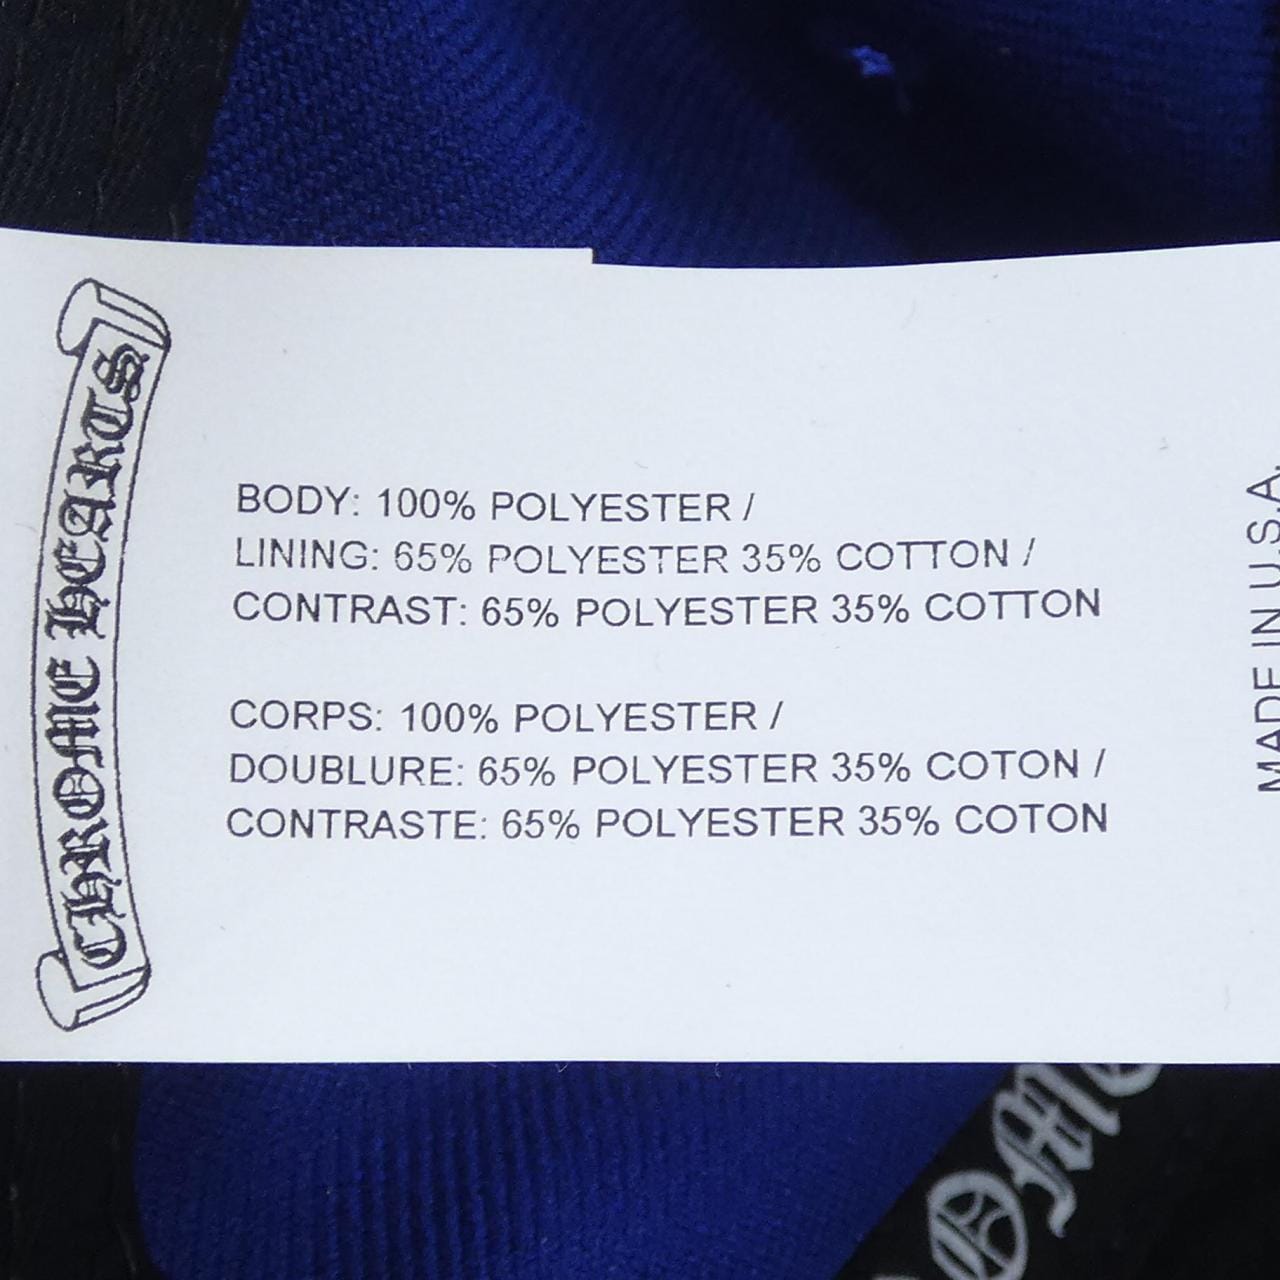 CHROME HEARTS
BODY: 100% POLYESTER /
LINING: 65% POLYESTER 35% COTTON /
CONTRAST: 65% POLYESTER 35% COTTON
CORPS: 100% POLYESTER /
DOUBLURE: 65% POLYESTER 35% COTON /
CONTRASTE: 65% POLYESTER 35% COTON
MADE IN U.S.A.
OME